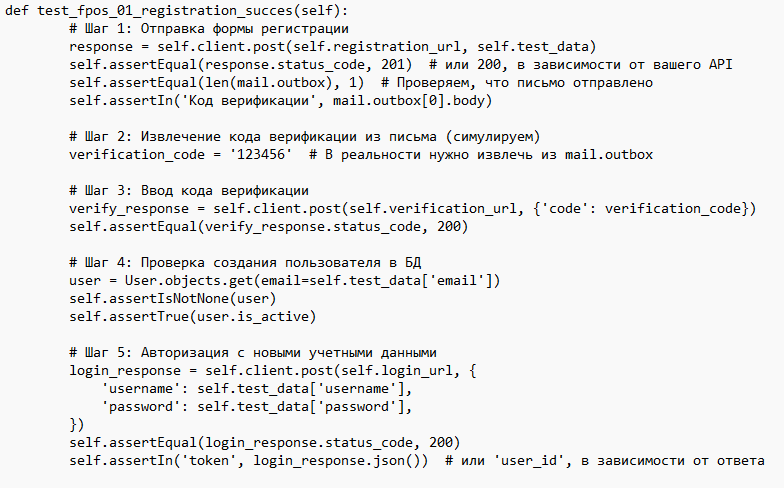 def test_fpos_01_registration_succes(self):
        # Шаг 1: Отправка формы регистрации
        response = self.client.post(self.registration_url, self.test_data)
        self.assertEqual(response.status_code, 201)  # или 200, в зависимости от вашего API
        self.assertEqual(len(mail.outbox), 1)  # Проверяем, что письмо отправлено
        self.assertIn('Код верификации', mail.outbox[0].body)

        # Шаг 2: Извлечение кода верификации из письма (симулируем)
        verification_code = '123456'  # В реальности нужно извлечь из mail.outbox

        # Шаг 3: Ввод кода верификации
        verify_response = self.client.post(self.verification_url, {'code': verification_code})
        self.assertEqual(verify_response.status_code, 200)

        # Шаг 4: Проверка создания пользователя в БД
        user = User.objects.get(email=self.test_data['email'])
        self.assertIsNotNone(user)
        self.assertTrue(user.is_active)

        # Шаг 5: Авторизация с новыми учетными данными
        login_response = self.client.post(self.login_url, {
            'username': self.test_data['username'],
            'password': self.test_data['password'],
        })
        self.assertEqual(login_response.status_code, 200)
        self.assertIn('token', login_response.json())  # или 'user_id', в зависимости от ответа